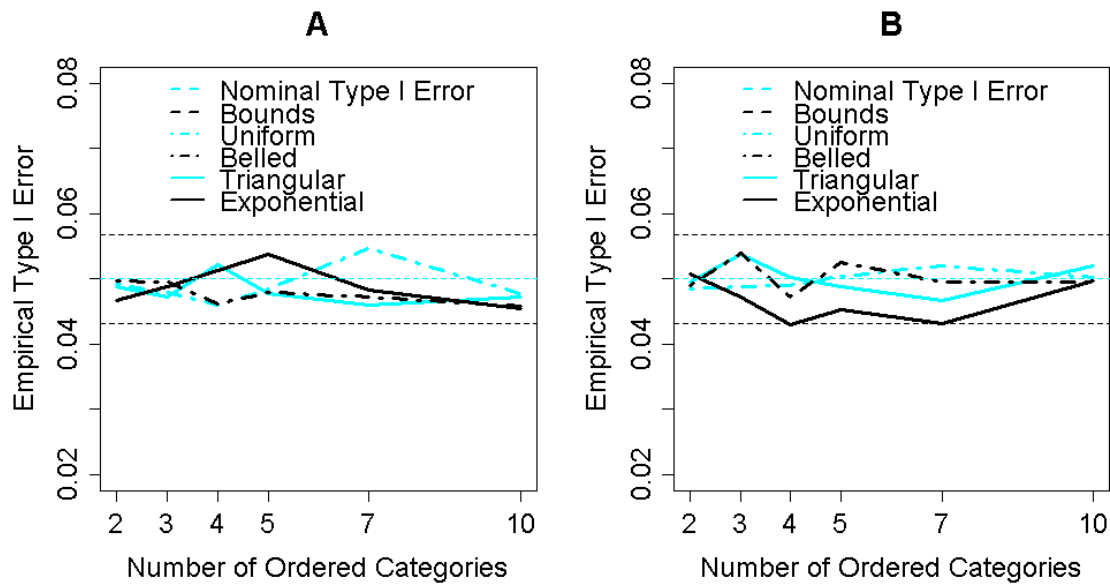 A
Empirical Type I Error
0.08
0.06
0.04
0.02
Nominal Type I Error
Bounds
Uniform
Belled
Triangular
Exponential
2 3 4 5 7 10
Number of Ordered Categories
B
Empirical Type I Error
0.08
0.06
0.04
0.02
Nominal Type I Error
Bounds
Uniform
Belled
Triangular
Exponential
2 3 4 5 7 10
Number of Ordered Categories